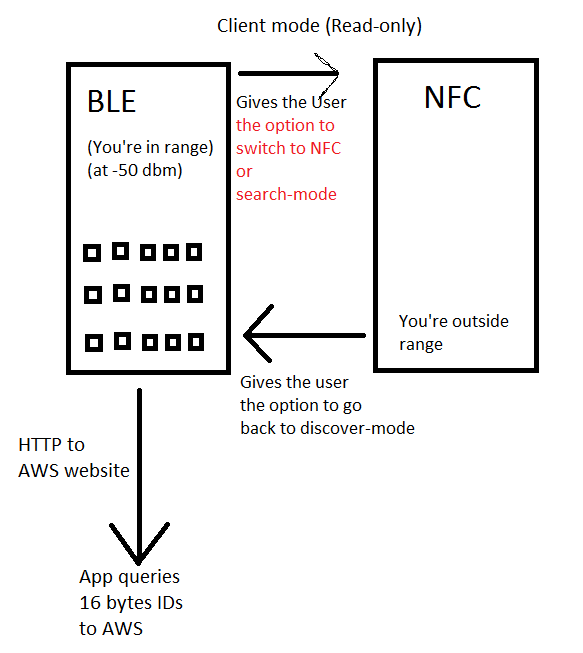 Client mode (Read-only)
BLE
(You're in range)
(at -50 dbm)
Gives the User
the option to
switch to NFC
or
search-mode
NFC
You're outside
range
Gives the user
the option to go
back to discover-mode
HTTP to
AWS website
App queries
16 bytes IDs
to AWS